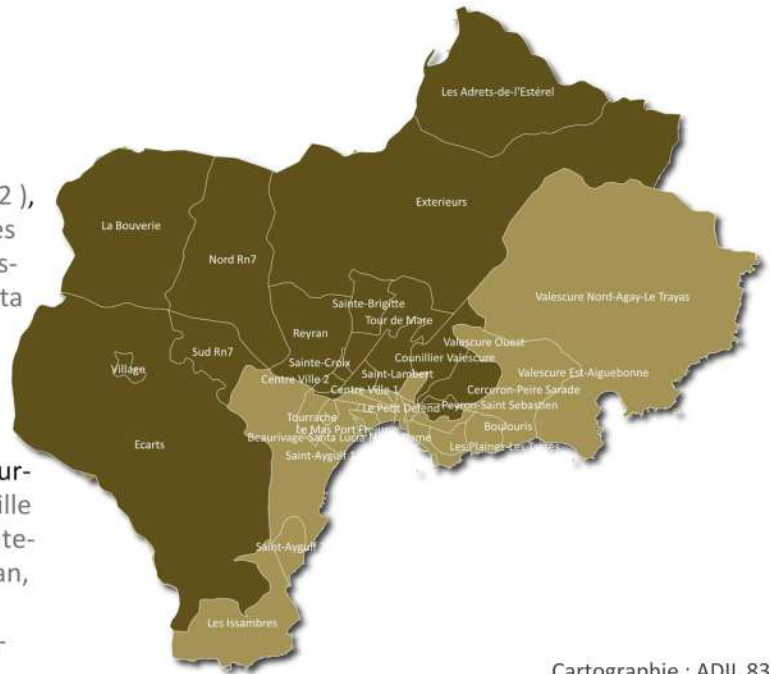 2 ),
es
s-
ta
ur-
ille
te-
an,
r
Les Adrets-de-l'Estérel
Exterieurs
La Bouverie
Nord Rn7
Valescure Nord-Agay-Le Trayas
Sainte-Brigitte
Tour de Mare
Reyran
Valescure Ouest
Sud Rn7
Counillier Valescure
Sainte-Croix
Village
Saint-Lambert
Valescure Est-Aiguebonne
Centre Ville 2
Centre Ville 1
Cerceron-Peire Sarade
Le Petit Defend
Peyron-Saint Sebastien
Tourrache
Boulouris
Le Mas Port Frejus
Beaurivage-Santa Lucia
Ecarts
Saint-Aygulf 1
Saint-Aygulf
Les Issambres
Cartographie : ADIL 83